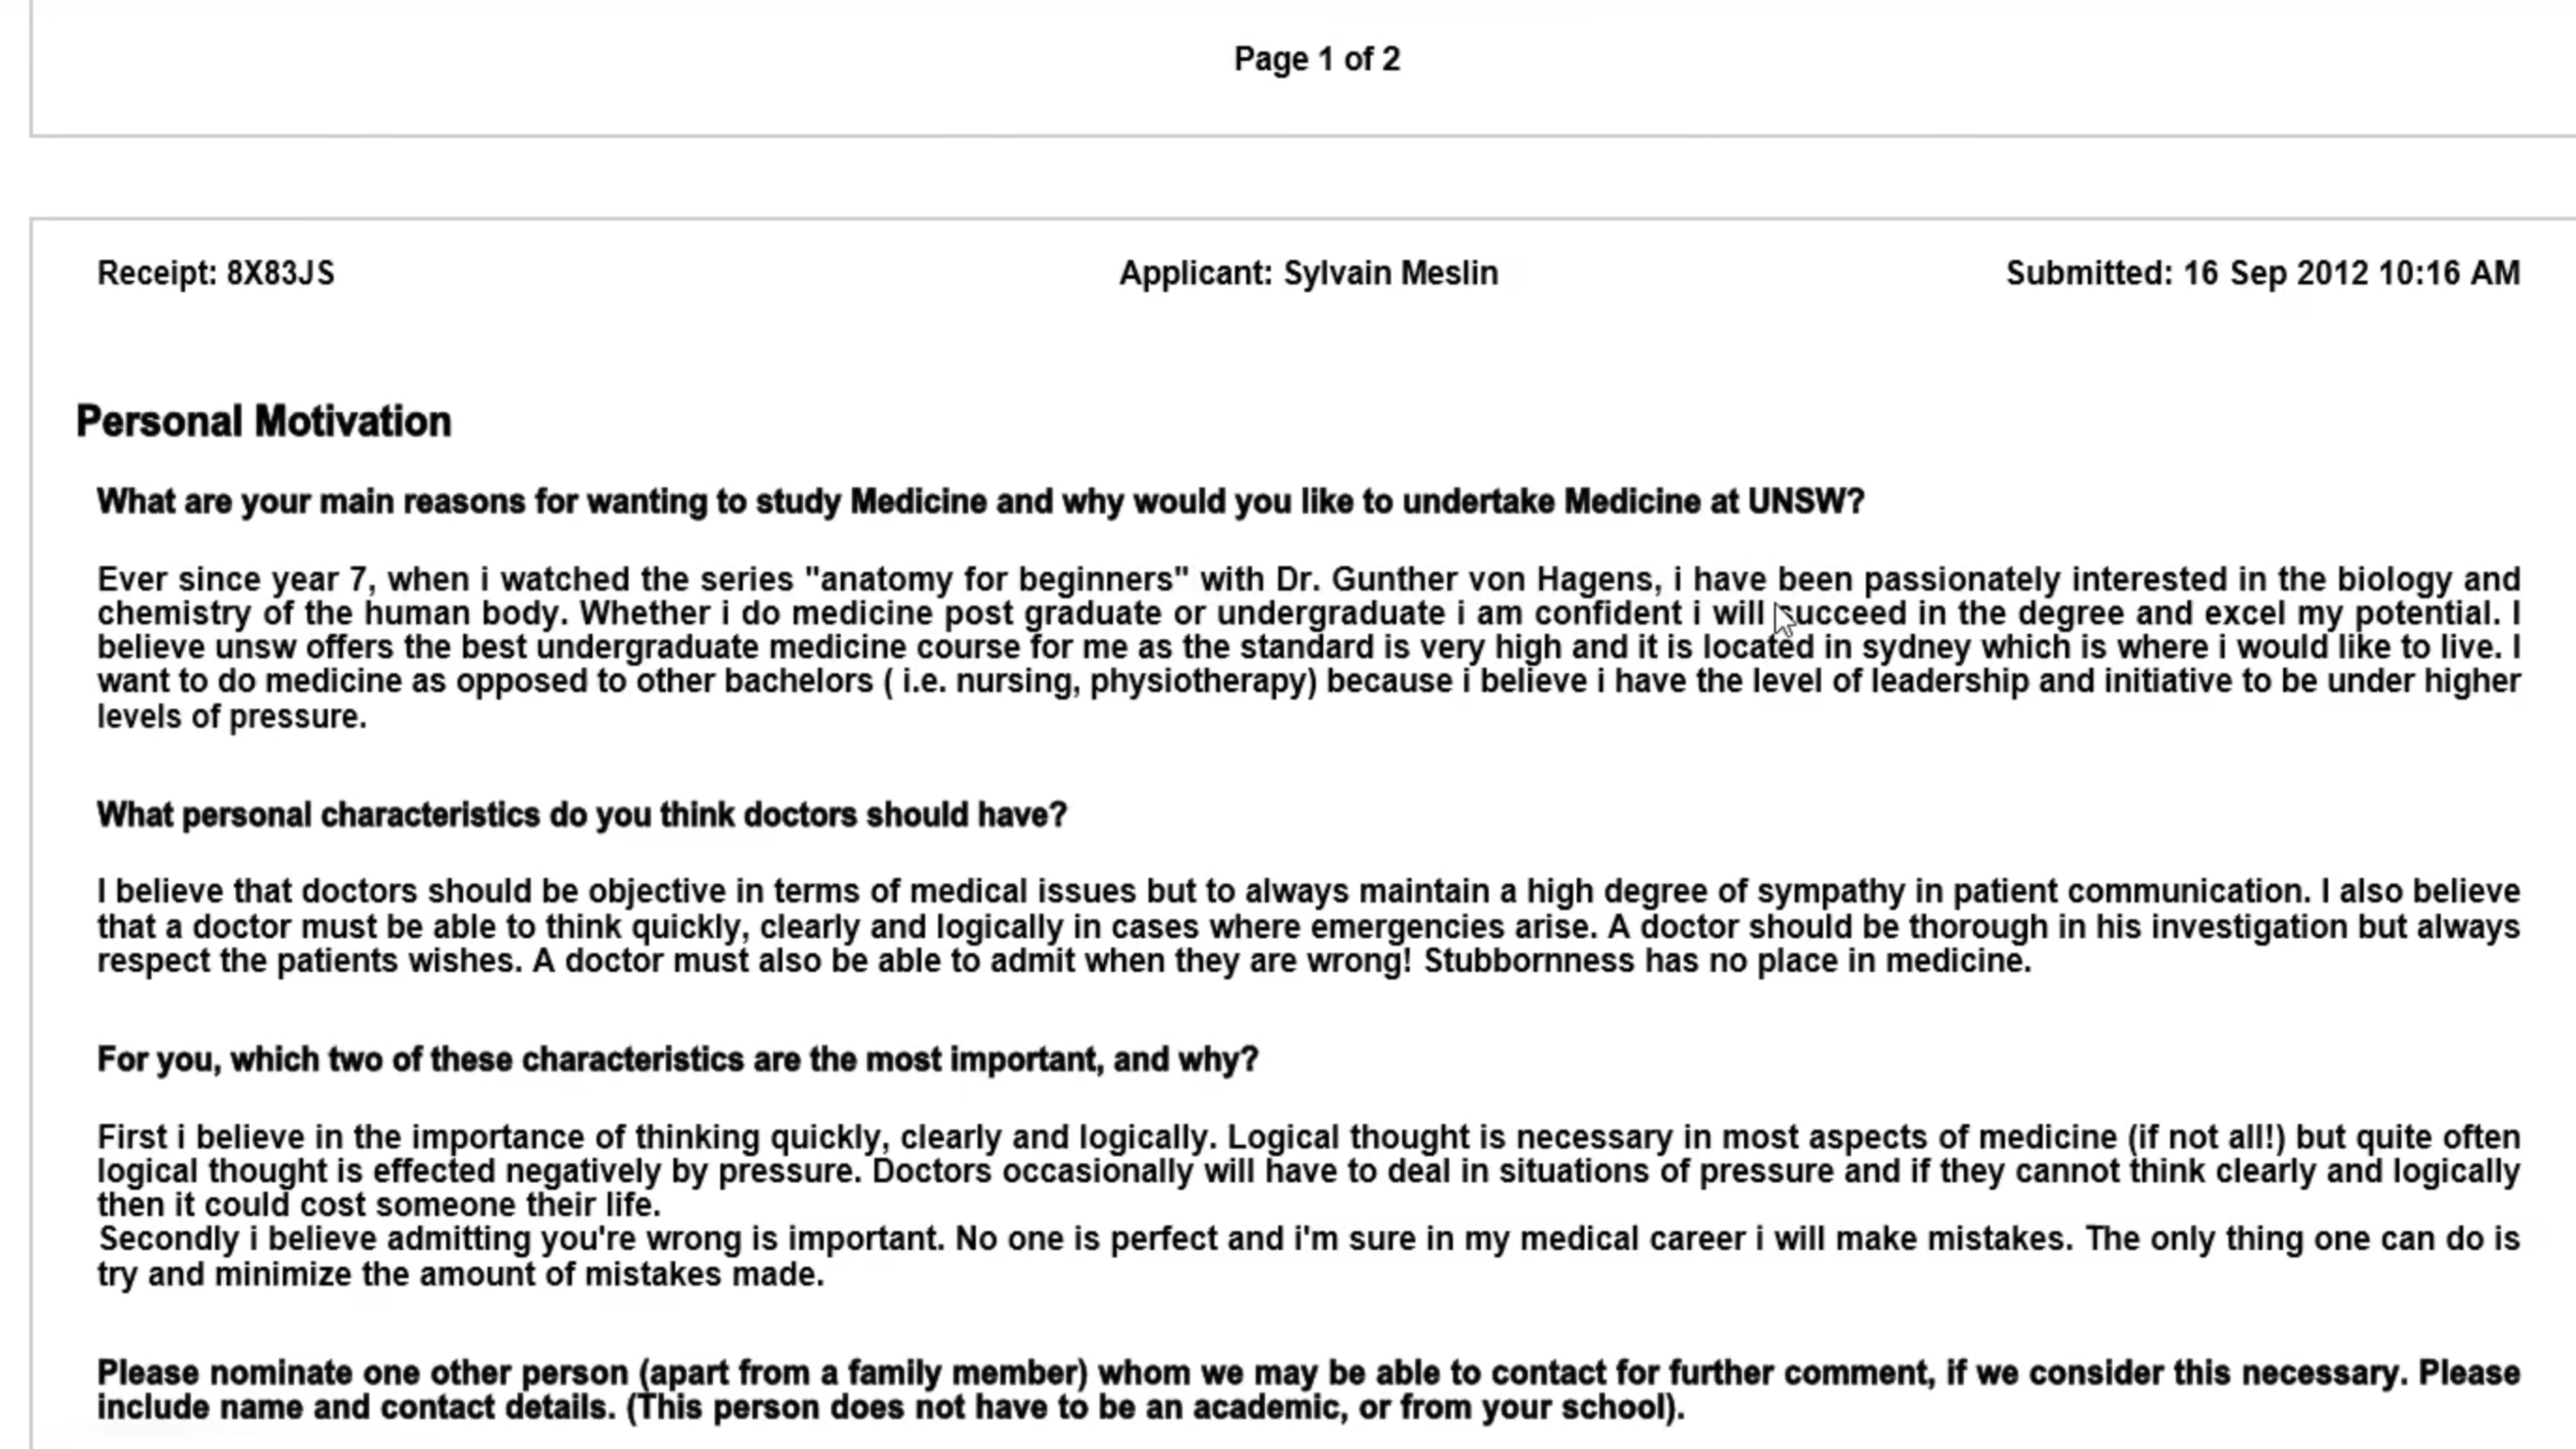 Page 1 of 2
Receipt: 8X83JS
Applicant: Sylvain Meslin
Submitted: 16 Sep 2012 10:16 AM
Personal Motivation
What are your main reasons for wanting to study Medicine and why would you like to undertake Medicine at UNSW?
Ever since year 7, when i watched the series "anatomy for beginners" with Dr. Gunther von Hagens, i have been passionately interested in the biology and
chemistry of the human body. Whether i do medicine post graduate or undergraduate i am confident i will succeed in the degree and excel my potential. I
believe unsw offers the best undergraduate medicine course for me as the standard is very high and it is located in sydney which is where i would like to live. I
want to do medicine as opposed to other bachelors ( i.e. nursing, physiotherapy) because i believe i have the level of leadership and initiative to be under higher
levels of pressure.
What personal characteristics do you think doctors should have?
I believe that doctors should be objective in terms of medical issues but to always maintain a high degree of sympathy in patient communication. I also believe
that a doctor must be able to think quickly, clearly and logically in cases where emergencies arise. A doctor should be thorough in his investigation but always
respect the patients wishes. A doctor must also be able to admit when they are wrong! Stubbornness has no place in medicine.
For you, which two of these characteristics are the most important, and why?
First i believe in the importance of thinking quickly, clearly and logically. Logical thought is necessary in most aspects of medicine (if not all!) but quite often
logical thought is effected negatively by pressure. Doctors occasionally will have to deal in situations of pressure and if they cannot think clearly and logically
then it could cost someone their life.
Secondly i believe admitting you're wrong is important. No one is perfect and i'm sure in my medical career i will make mistakes. The only thing one can do is
try and minimize the amount of mistakes made.
Please nominate one other person (apart from a family member) whom we may be able to contact for further comment, if we consider this necessary. Please
include name and contact details. (This person does not have to be an academic, or from your school).